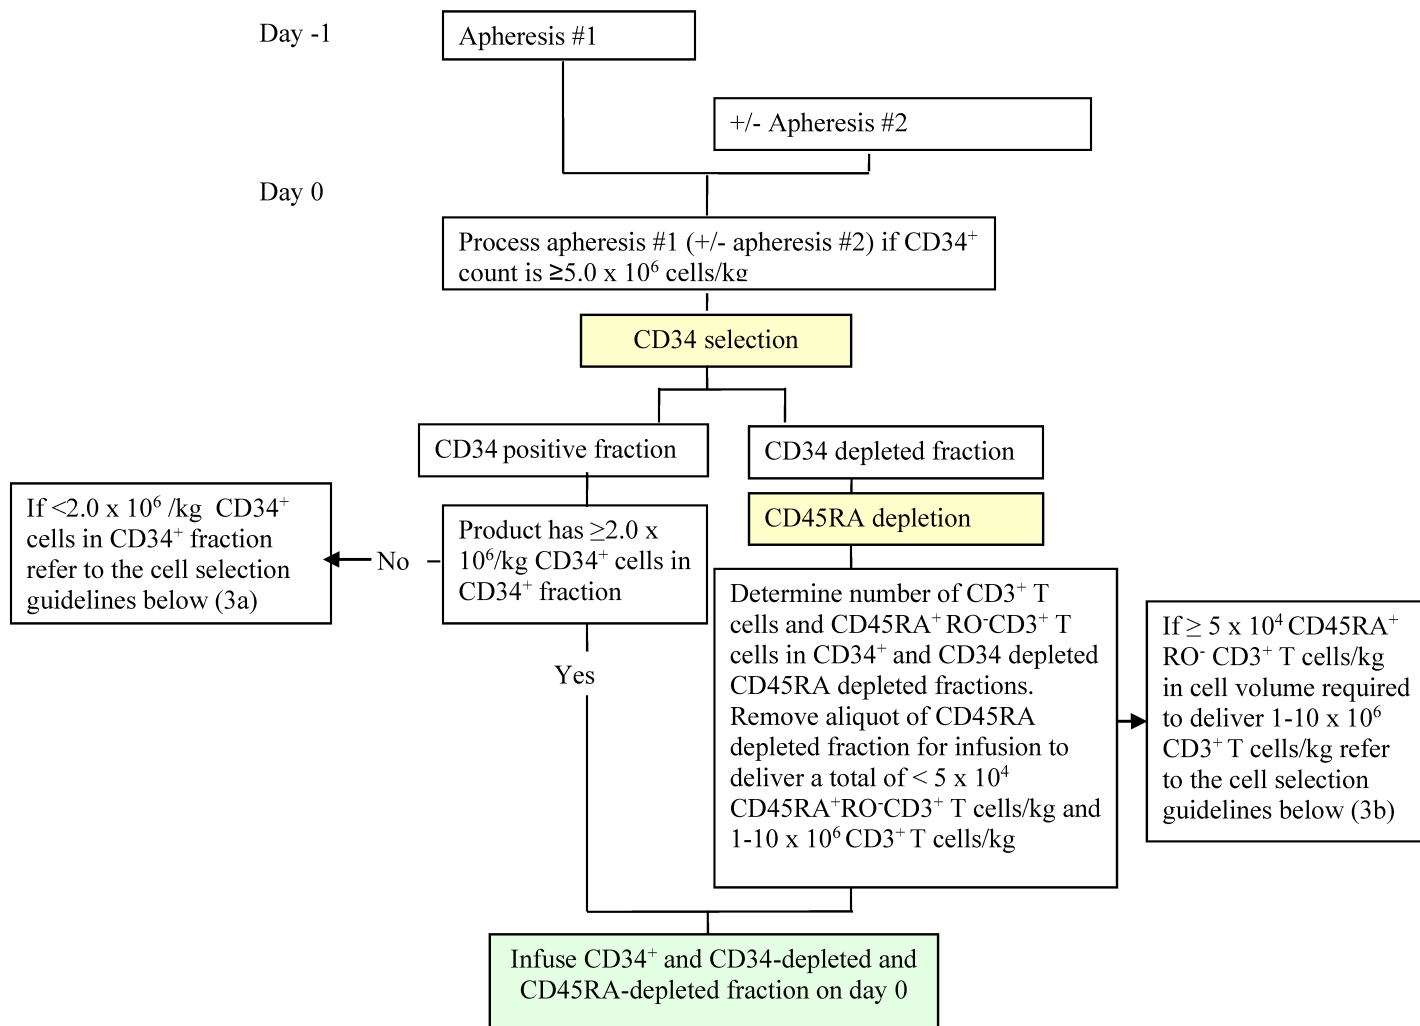 Day -1
Apheresis #1
+/- Apheresis #2
Day 0
Process apheresis #1 (+/- apheresis #2) if CD34⁺
count is ≥5.0 x 10⁶ cells/kg
CD34 selection
CD34 positive fraction
CD34 depleted fraction
If <2.0 x 10⁶ /kg CD34⁺
cells in CD34⁺ fraction
refer to the cell selection
guidelines below (3a)
No
Product has ≥2.0 x
10⁶/kg CD34⁺ cells in
CD34⁺ fraction
Yes
CD45RA depletion
Determine number of CD3⁺ T
cells and CD45RA⁺ RO⁻CD3⁺ T
cells in CD34⁺ and CD34 depleted
CD45RA depleted fractions.
Remove aliquot of CD45RA
depleted fraction for infusion to
deliver a total of < 5 x 10⁴
CD45RA⁺RO⁻CD3⁺ T cells/kg and
1-10 x 10⁶ CD3⁺ T cells/kg
If ≥ 5 x 10⁴ CD45RA⁺
RO⁻ CD3⁺ T cells/kg
in cell volume required
to deliver 1-10 x 10⁶
CD3⁺ T cells/kg refer
to the cell selection
guidelines below (3b)
Infuse CD34⁺ and CD34-depleted and
CD45RA-depleted fraction on day 0